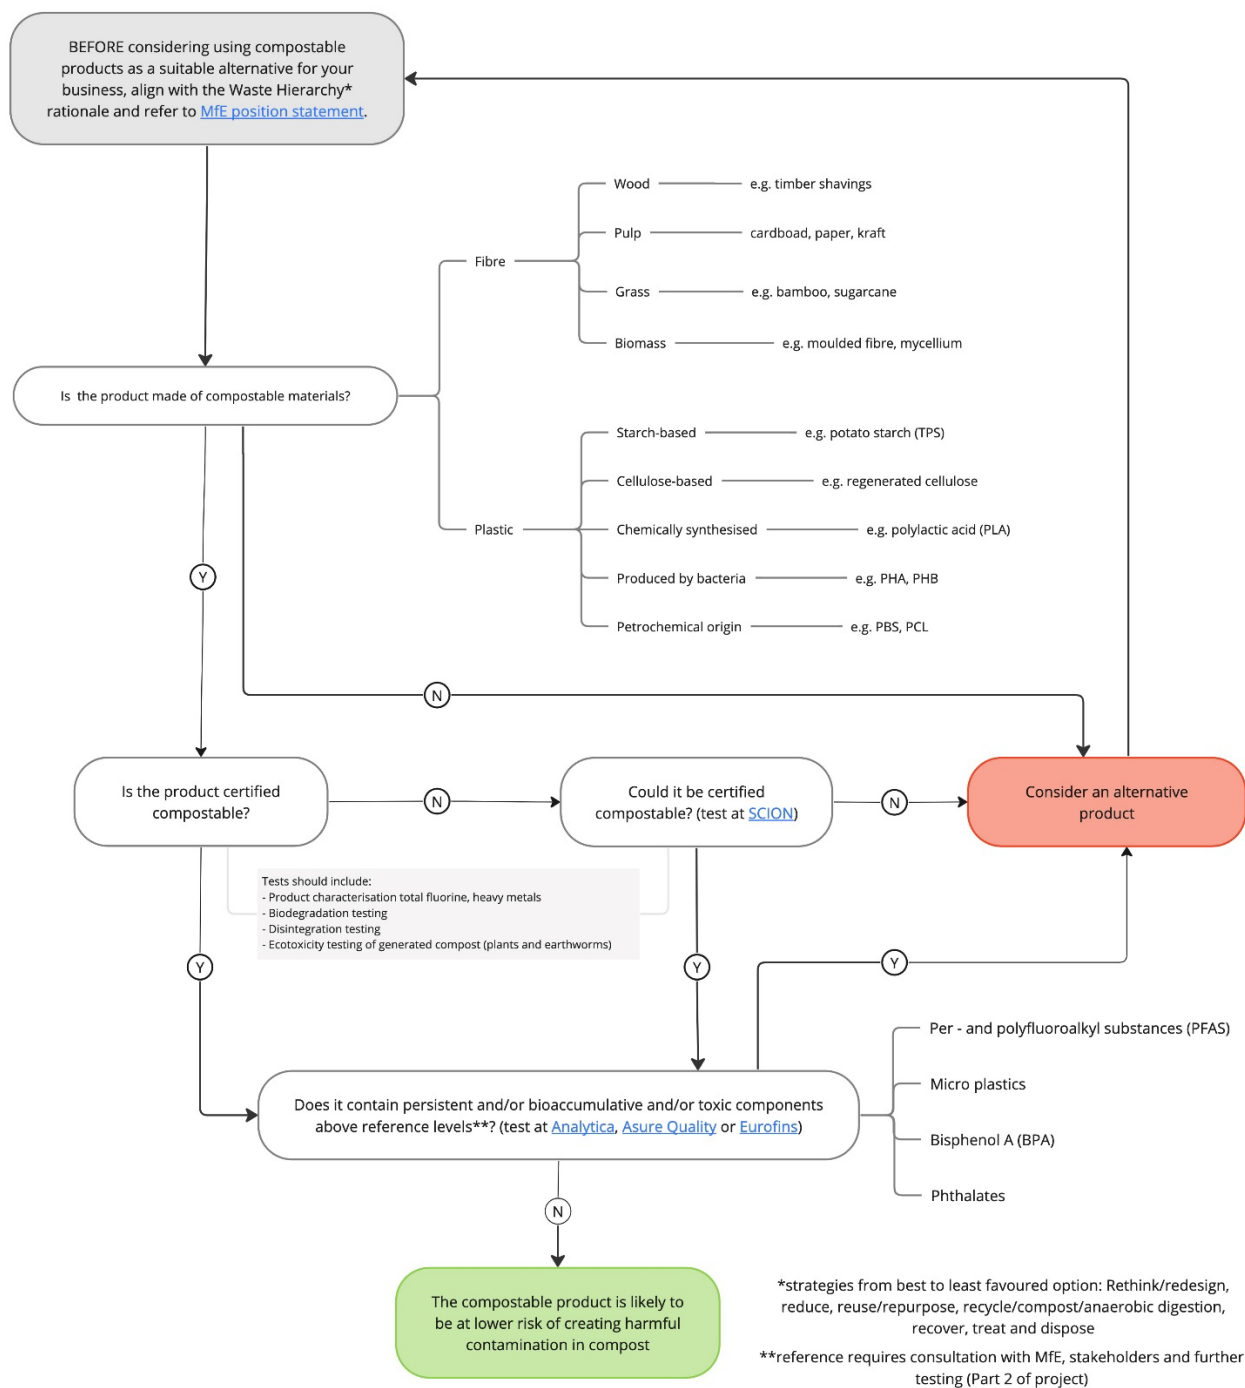 BEFORE considering using compostable
products as a suitable alternative for your
business, align with the Waste Hierarchy*
rationale and refer to MfE position statement.
Wood
e.g. timber shavings
Pulp
cardboad, paper, kraft
Fibre
Grass
e.g. bamboo, sugarcane
Biomass
e.g. moulded fibre, mycellium
Is the product made of compostable materials?
Starch-based
e.g. potato starch (TPS)
Cellulose-based
e.g. regenerated cellulose
Plastic
Chemically synthesised
e.g. polylactic acid (PLA)
Produced by bacteria
e.g. PHA, PHB
Petrochemical origin
e.g. PBS, PCL
Y
N
Is the product certified
compostable?
N
Could it be certified
compostable? (test at SCION)
N
Consider an alternative
product
Tests should include:
- Product characterisation total fluorine, heavy metals
- Biodegradation testing
- Disintegration testing
- Ecotoxicity testing of generated compost (plants and earthworms)
Y
Y
Y
Does it contain persistent and/or bioaccumulative and/or toxic components
above reference levels**? (test at Analytica, Asure Quality or Eurofins)
Per - and polyfluoroalkyl substances (PFAS)
Micro plastics
Bisphenol A (BPA)
Phthalates
N
The compostable product is likely to
be at lower risk of creating harmful
contamination in compost
*strategies from best to least favoured option: Rethink/redesign,
reduce, reuse/repurpose, recycle/compost/anaerobic digestion,
recover, treat and dispose
**reference requires consultation with MfE, stakeholders and further
testing (Part 2 of project)